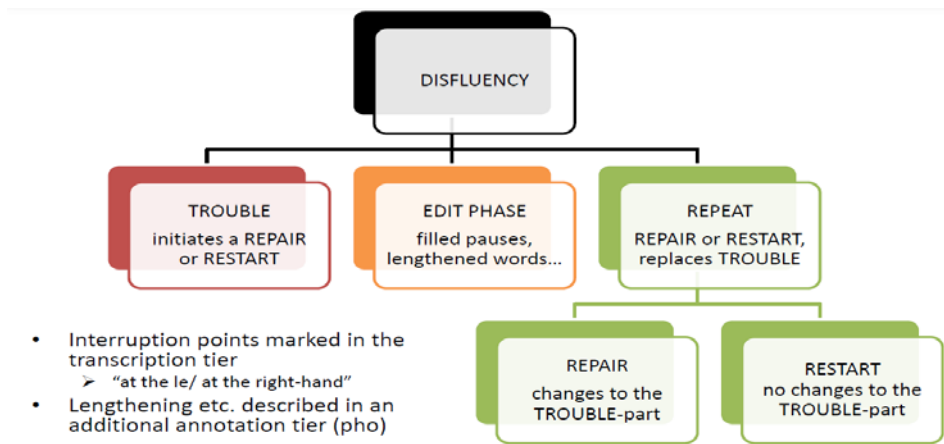 DISFLUENCY
TROUBLE
initiates a REPAIR
or RESTART
EDIT PHASE
filled pauses,
lengthened words...
REPEAT
REPAIR or RESTART,
replaces TROUBLE
• Interruption points marked in the
transcription tier
➢ “at the le/ at the right-hand”
• Lengthening etc. described in an
additional annotation tier (pho)
REPAIR
changes to the
TROUBLE-part
RESTART
no changes to the
TROUBLE-part